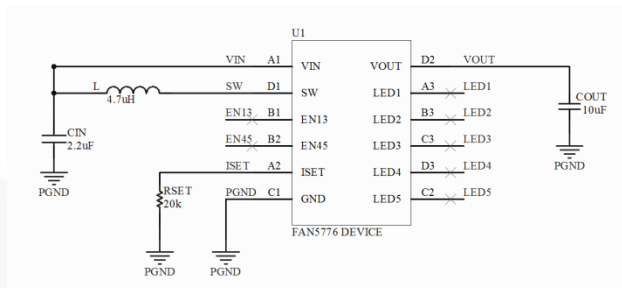 U1
VIN A1 VIN VOUT D2 VOUT
L 4.7uH SW D1 SW LED1 A3 LED1
EN13 B1 EN13 LED2 B3 LED2
EN45 B2 EN45 LED3 C3 LED3
ISET A2 ISET LED4 D3 LED4
PGND C1 GND LED5 C2 LED5
FAN5776 DEVICE
CIN
2.2uF
PGND
RSET
20k
PGND
PGND
COUT
10uF
PGND